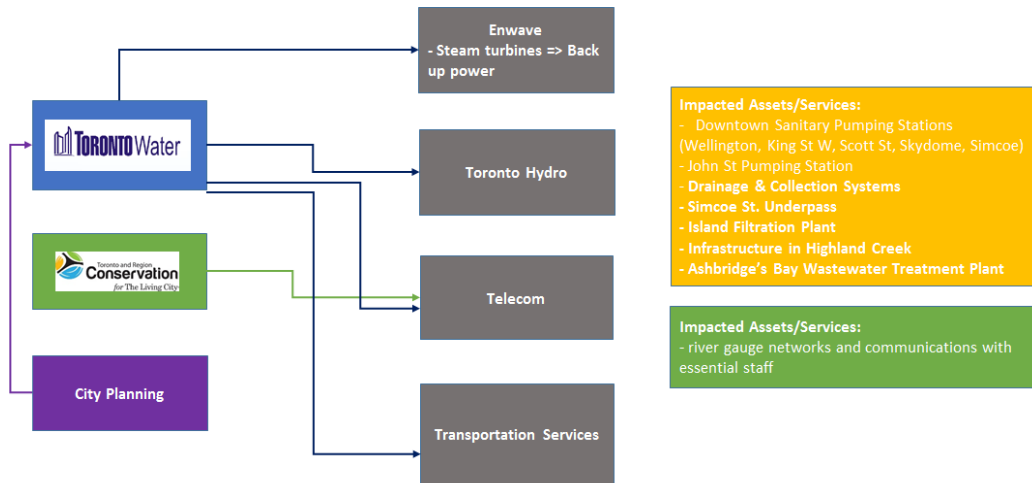 Enwave
- Steam turbines => Back
up power
TORONTO Water
Toronto Hydro
Toronto and Region
Conservation
for The Living City
Telecom
City Planning
Transportation Services
Impacted Assets/Services:
- Downtown Sanitary Pumping Stations
(Wellington, King St W, Scott St, Skydome, Simcoe)
- John St Pumping Station
- Drainage & Collection Systems
- Simcoe St. Underpass
- Island Filtration Plant
- Infrastructure in Highland Creek
- Ashbridge's Bay Wastewater Treatment Plant
Impacted Assets/Services:
- river gauge networks and communications with
essential staff